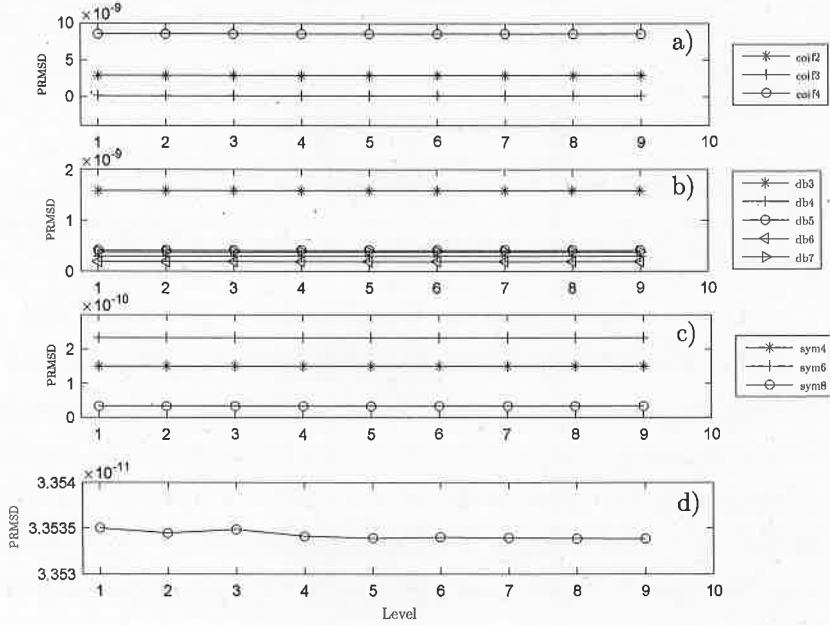 ×10⁻⁹
10
5
0
PRMSD
a)
1 2 3 4 5 6 7 8 9 10
coif2
coif3
coif4
×10⁻⁹
2
1
0
PRMSD
b)
1 2 3 4 5 6 7 8 9 10
db3
db4
db5
db6
db7
×10⁻¹⁰
2
1
0
PRMSD
c)
1 2 3 4 5 6 7 8 9 10
sym4
sym6
sym8
×10⁻¹¹
3.354
3.3535
3.353
PRMSD
d)
1 2 3 4 5 6 7 8 9 10
Level